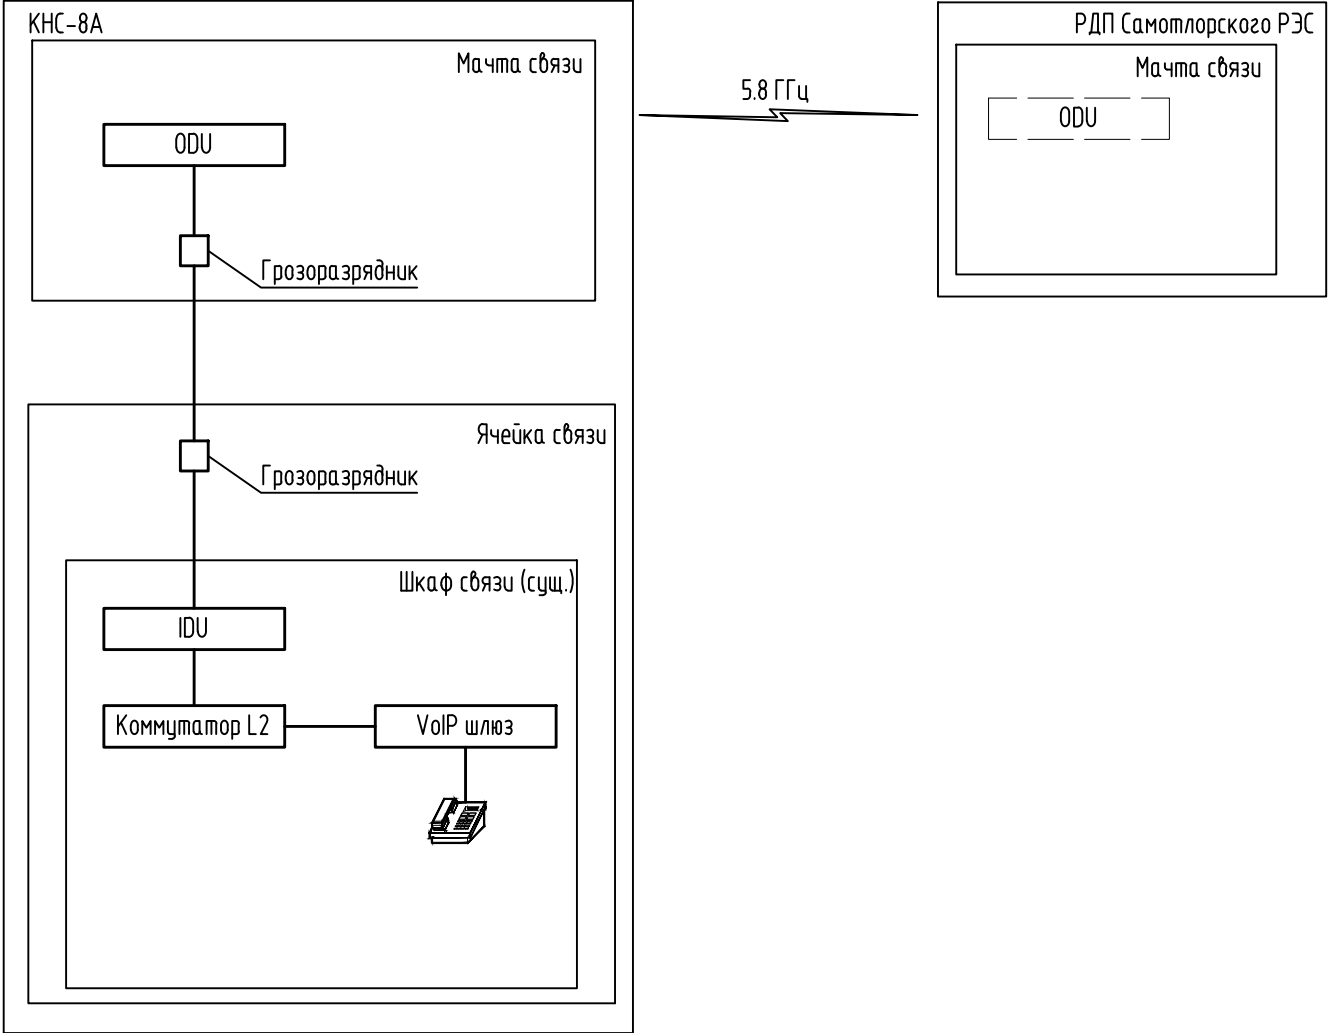 КНС-8А
Мачта связи
ODU
Грозоразрядник
5.8 ГГц
РДП Самотлорского РЭС
Мачта связи
ODU
Ячейка связи
Грозоразрядник
Шкаф связи (сущ.)
IDU
Коммутатор L2
VoIP шлюз